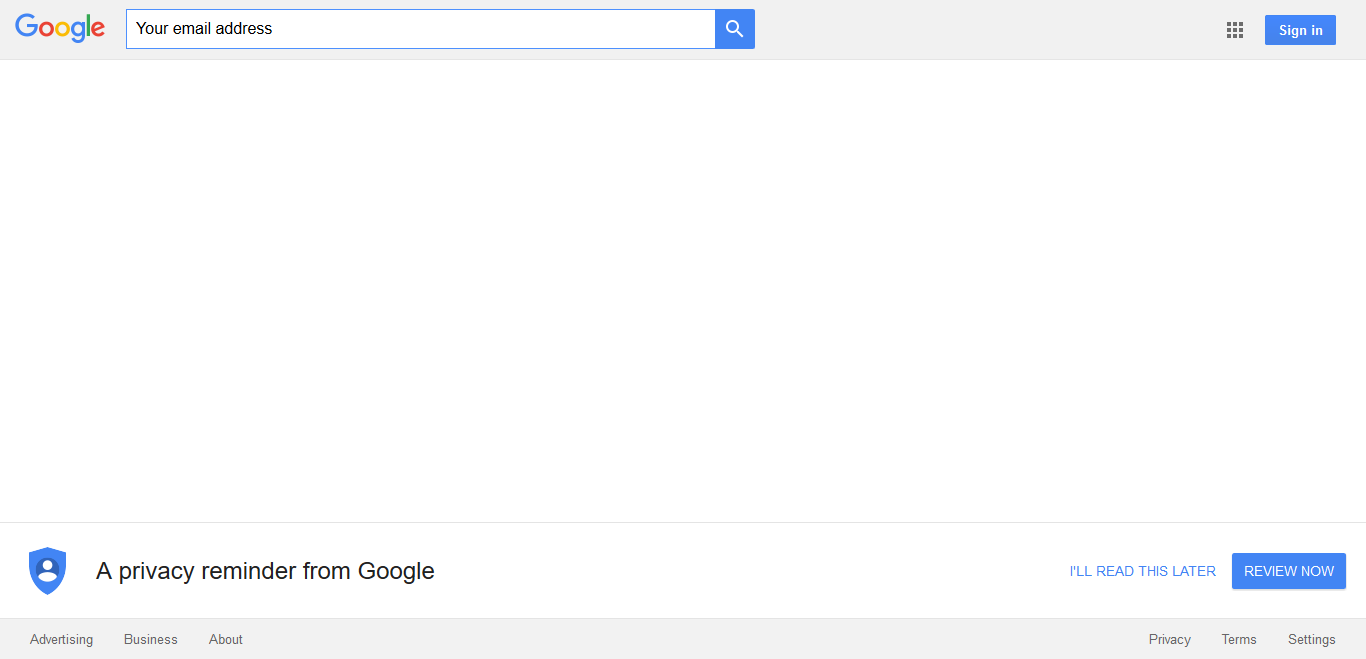 Google
Your email address
Sign in
A privacy reminder from Google
I'LL READ THIS LATER
REVIEW NOW
Advertising
Business
About
Privacy
Terms
Settings